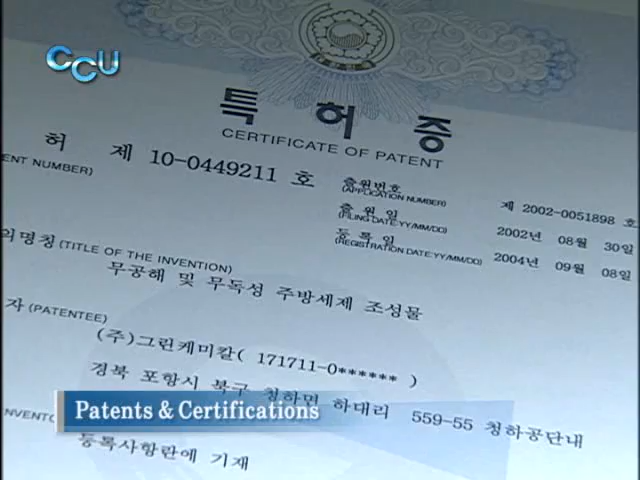 CCU
특허증
CERTIFICATE OF PATENT
허 제 10-0449211 호
ENT NUMBER)
출원번호 제 2002-0051898 호
(APPLICATION NUMBER)
출원일 2002년 08월 30일
(FILING DATE:YY/MM/DD)
등록일 2004년 09월 08일
(REGISTRATION DATE:YY/MM/DD)
의명칭 (TITLE OF THE INVENTION)
무공해 및 무독성 주방세제 조성물
자 (PATENTEE)
(주)그린케미칼( 171711-0****** )
경북 포항시 북구 청하면 하대리 559-55 청하공단내
Patents & Certifications
NVENTO
등록사항란에 기재